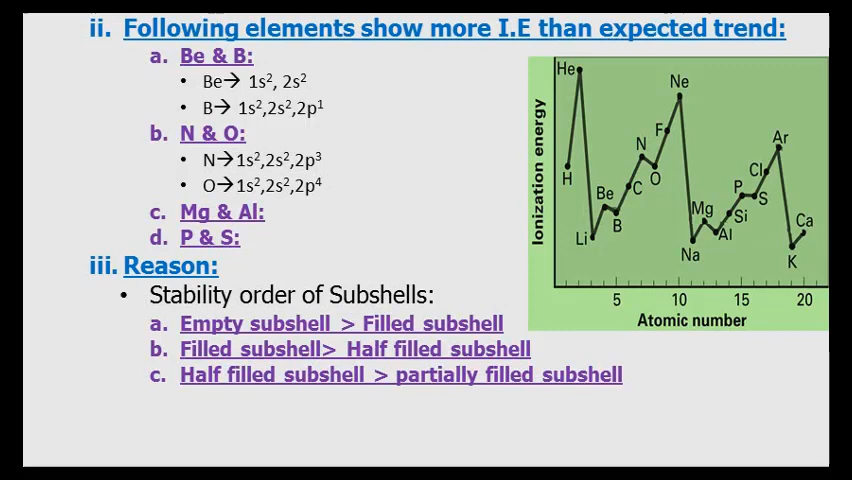 ii. Following elements show more I.E than expected trend:
a. Be & B:
• Be→ 1s², 2s²
• B→ 1s²,2s²,2p¹
b. N & O:
• N→1s²,2s²,2p³
• O→1s²,2s²,2p⁴
c. Mg & Al:
d. P & S:
iii. Reason:
• Stability order of Subshells:
a. Empty subshell > Filled subshell
b. Filled subshell> Half filled subshell
c. Half filled subshell > partially filled subshell
Ionization energy
He
Ne
Ar
N
F
H
O
Cl
Be
C
P
S
B
Mg
Si
Li
Al
Ca
Na
K
5 10 15 20
Atomic number